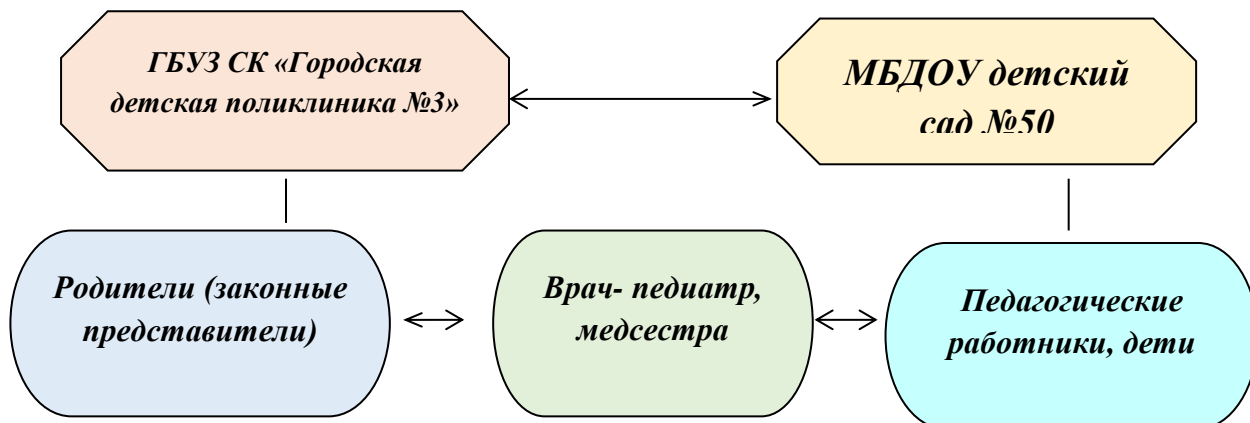 ГБУЗ СК «Городская
детская поликлиника №3»
МБДОУ детский
сад №50
Родители (законные
представители)
Врач- педиатр,
медсестра
Педагогические
работники, дети